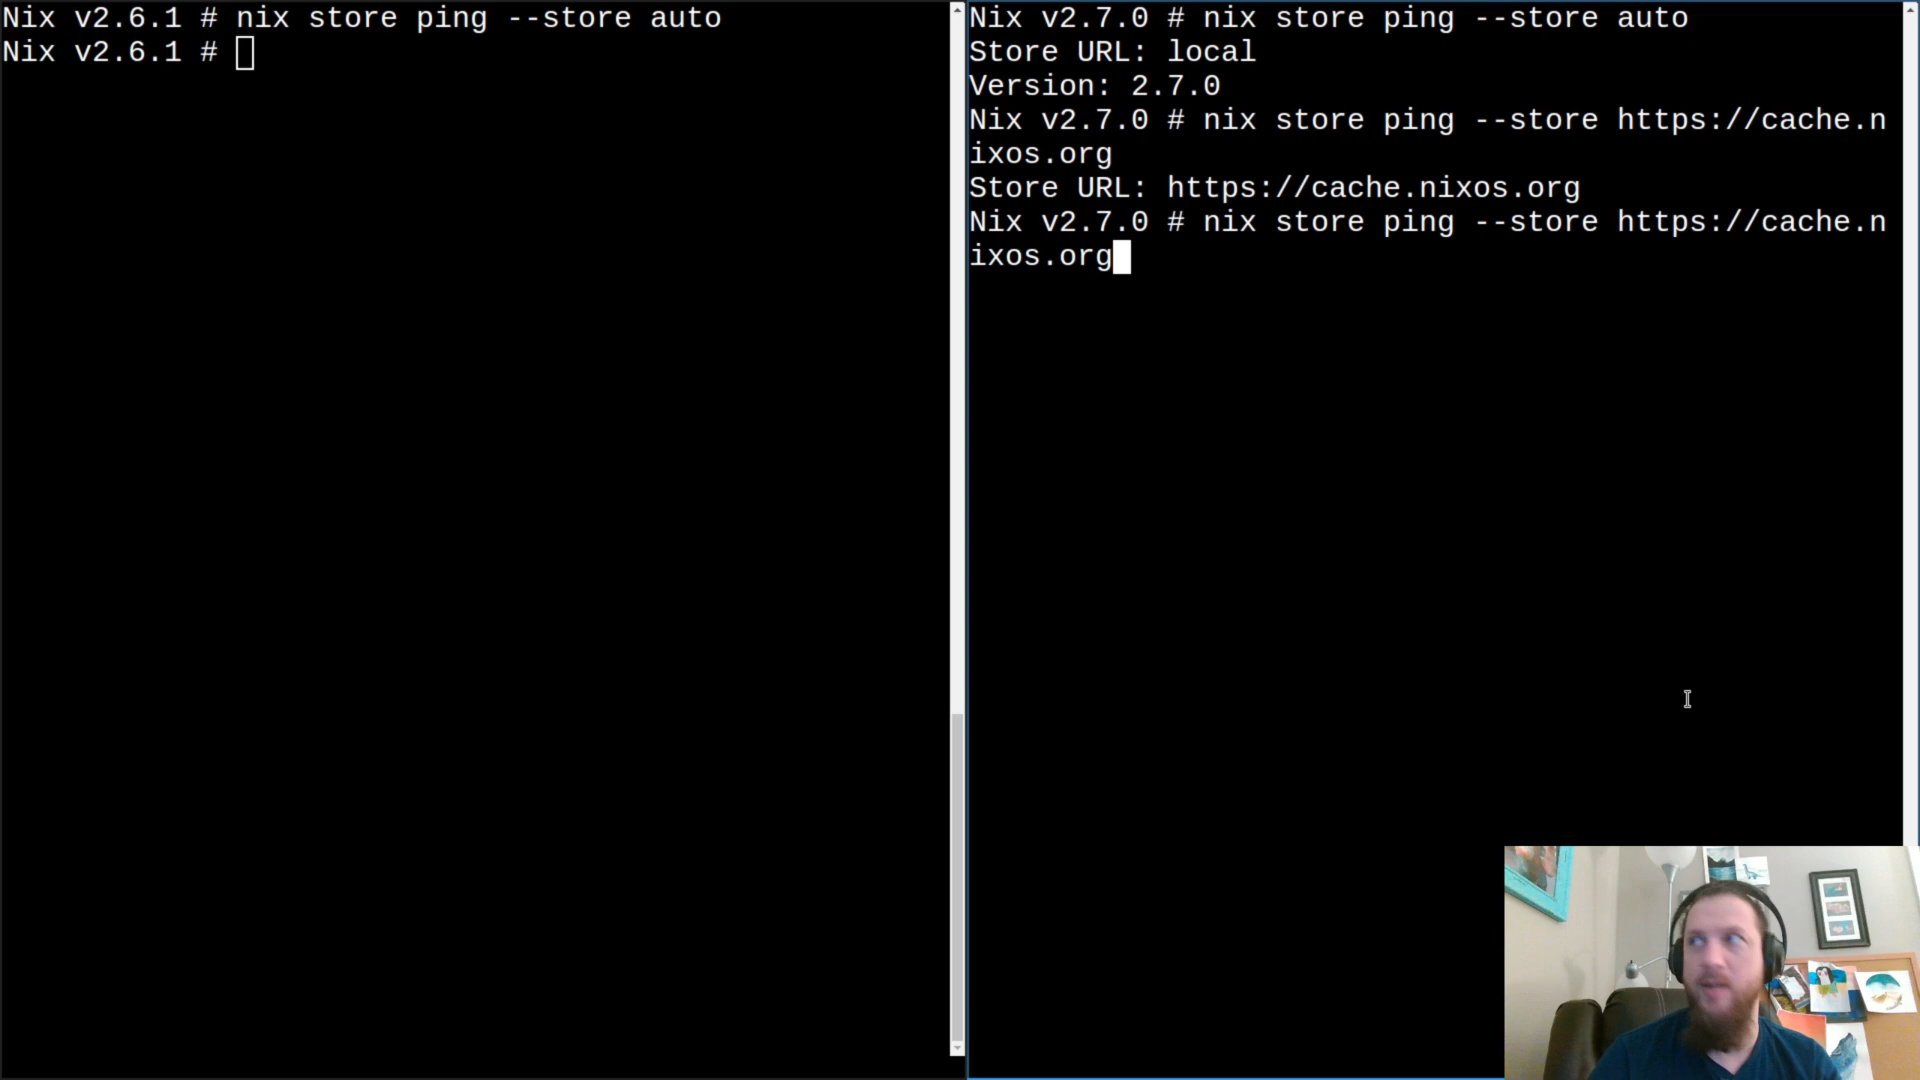 Nix v2.6.1 # nix store ping --store auto
Nix v2.6.1 #
Nix v2.7.0 # nix store ping --store auto
Store URL: local
Version: 2.7.0
Nix v2.7.0 # nix store ping --store https://cache.n
ixos.org
Store URL: https://cache.nixos.org
Nix v2.7.0 # nix store ping --store https://cache.n
ixos.org